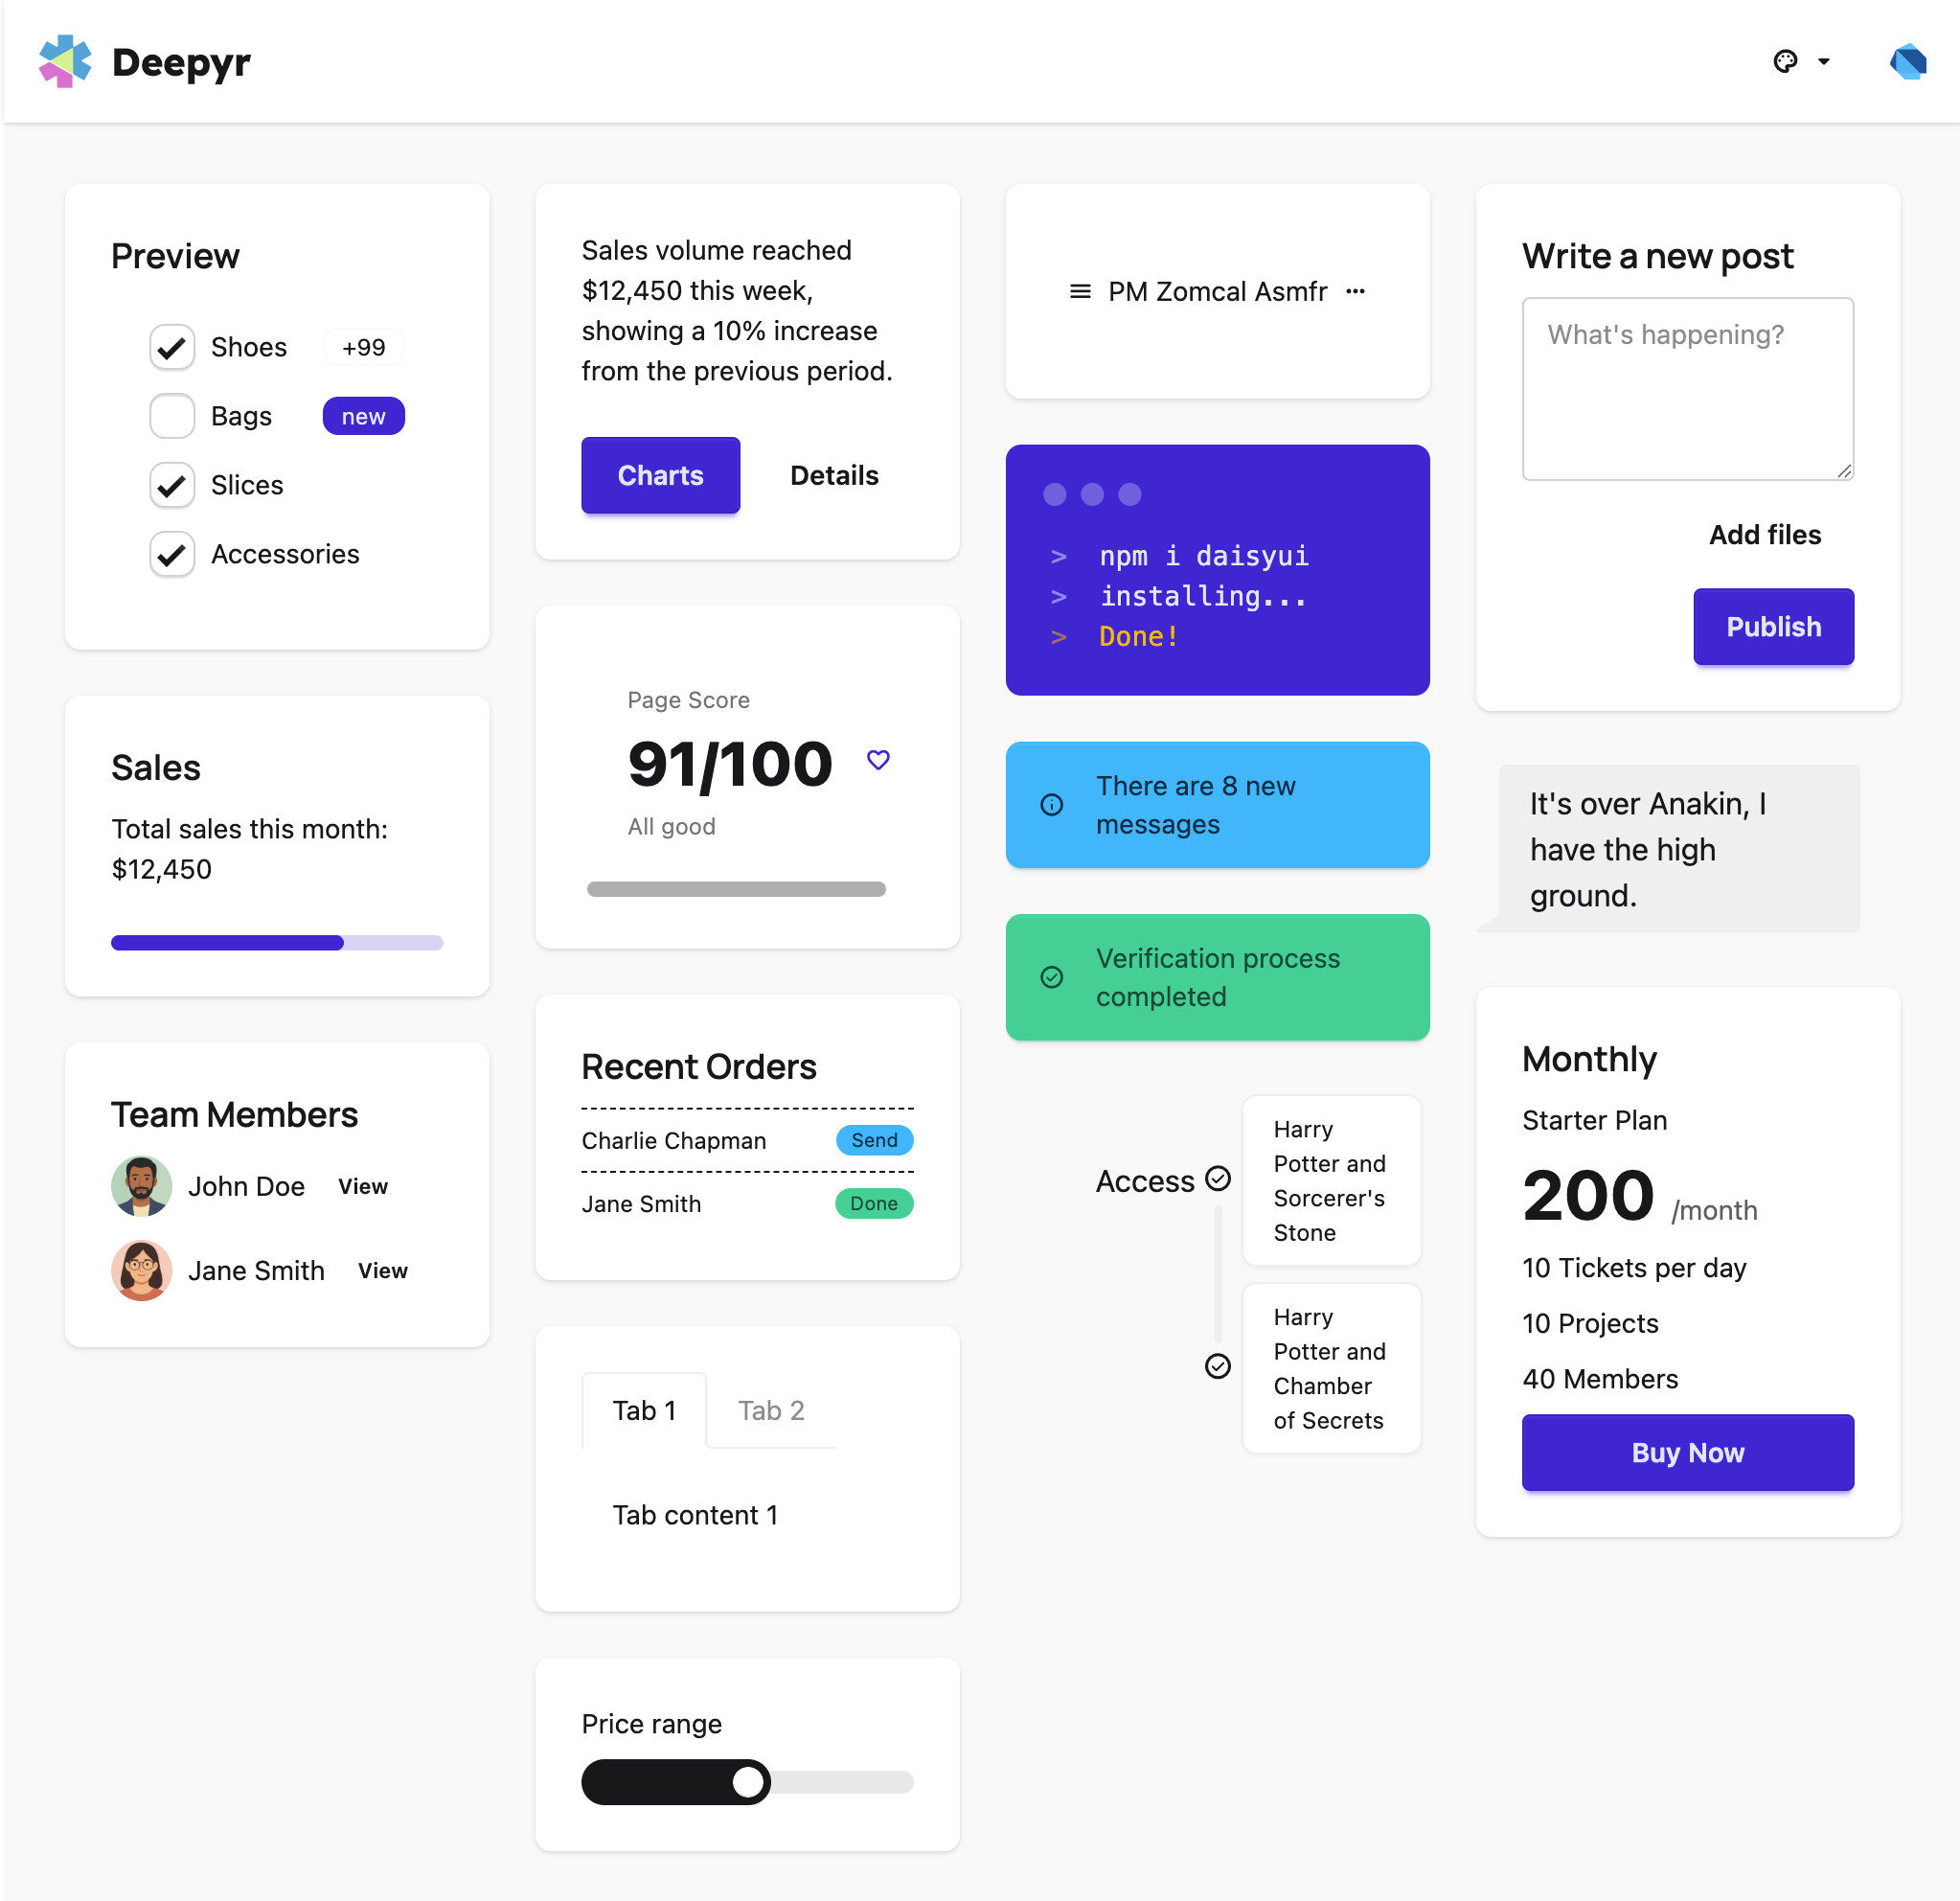 Deepyr
Preview
Shoes +99
Bags new
Slices
Accessories
Sales
Total sales this month:
$12,450
Team Members
John Doe View
Jane Smith View
Sales volume reached
$12,450 this week,
showing a 10% increase
from the previous period.
Charts Details
Page Score
91/100
All good
Recent Orders
Charlie Chapman Send
Jane Smith Done
Tab 1 Tab 2
Tab content 1
Price range
PM Zomcal Asmfr
> npm i daisyui
> installing...
> Done!
There are 8 new
messages
Verification process
completed
Access
Harry
Potter and
Sorcerer's
Stone
Harry
Potter and
Chamber
of Secrets
Write a new post
What's happening?
Add files
Publish
It's over Anakin, I
have the high
ground.
Monthly
Starter Plan
200 /month
10 Tickets per day
10 Projects
40 Members
Buy Now